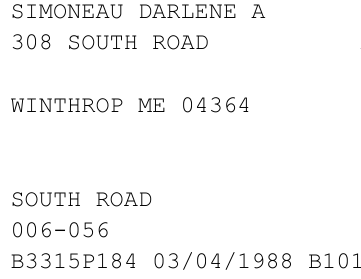 SIMONEAU DARLENE A
308 SOUTH ROAD
WINTHROP ME 04364
SOUTH ROAD
006-056
B3315P184 03/04/1988 B101